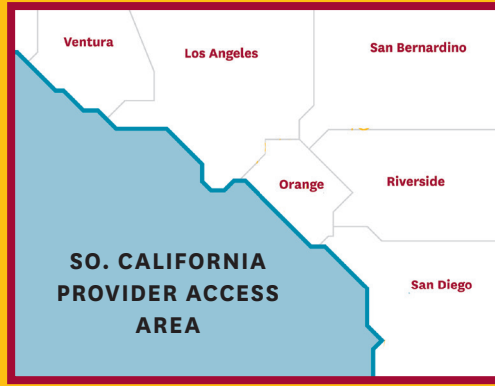 Ventura
Los Angeles
San Bernardino
Orange
Riverside
San Diego
SO. CALIFORNIA
PROVIDER ACCESS
AREA